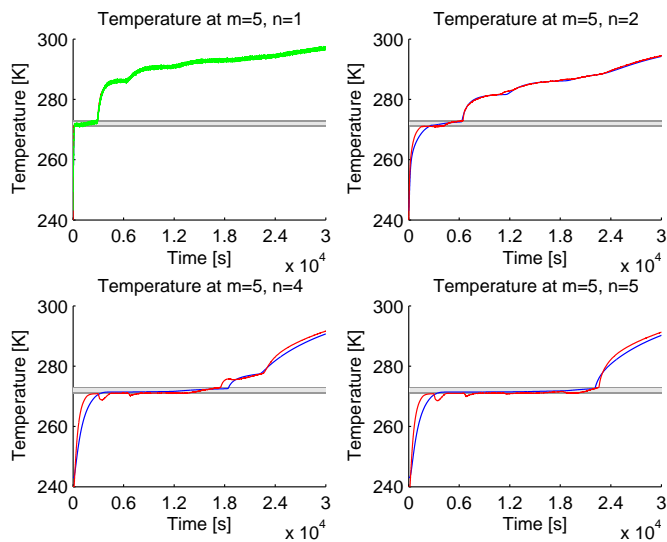 Temperature at m=5, n=1
Temperature [K]
300
280
260
240
0 0.6 1.2 1.8 2.4 3
Time [s]
x 10^4
Temperature at m=5, n=2
Temperature [K]
300
280
260
240
0 0.6 1.2 1.8 2.4 3
Time [s]
x 10^4
Temperature at m=5, n=4
Temperature [K]
300
280
260
240
0 0.6 1.2 1.8 2.4 3
Time [s]
x 10^4
Temperature at m=5, n=5
Temperature [K]
300
280
260
240
0 0.6 1.2 1.8 2.4 3
Time [s]
x 10^4